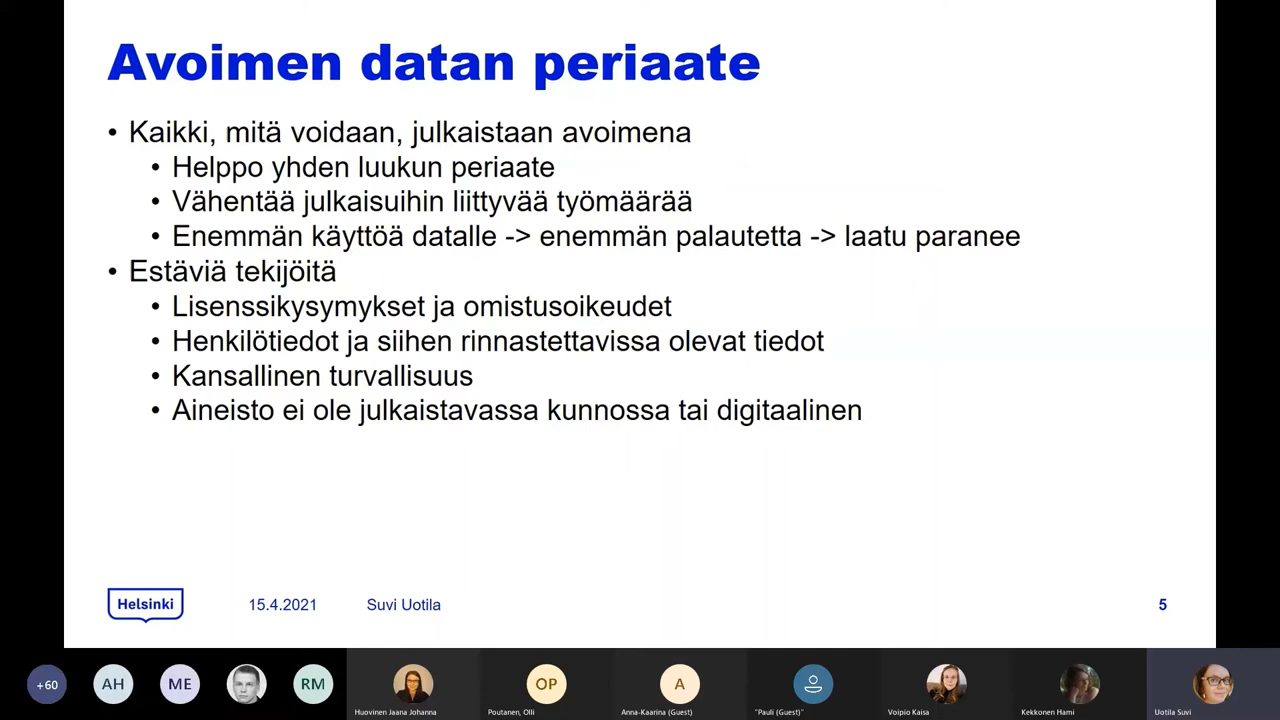 Avoimen datan periaate
• Kaikki, mitä voidaan, julkaistaan avoimena
• Helppo yhden luukun periaate
• Vähentää julkaisuihin liittyvää työmäärää
• Enemmän käyttöä datalle -> enemmän palautetta -> laatu paranee
• Estäviä tekijöitä
• Lisenssikysymykset ja omistusoikeudet
• Henkilötiedot ja siihen rinnastettavissa olevat tiedot
• Kansallinen turvallisuus
• Aineisto ei ole julkaistavassa kunnossa tai digitaalinen
Helsinki 15.4.2021 Suvi Uotila 5
+60 AH ME RM OP A
Huovinen Jaana Johanna Poutanen, Olli Anna-Kaarina (Guest) "Pauli (Guest)" Voipio Kaisa Kekkonen Hami Uotila Suvi